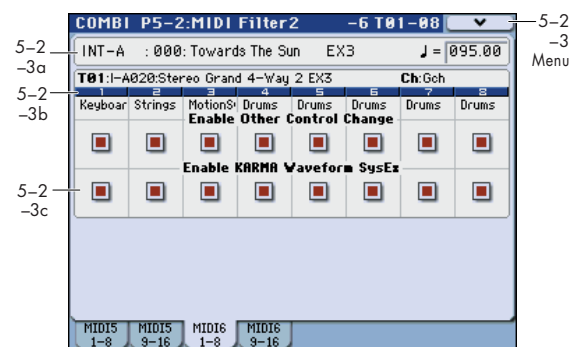 COMBI P5-2:MIDI Filter2 -6 T01-08
5-2
-3
Menu
5-2
-3a
INT-A : 000: Towards The Sun EX3 ♩ = 095.00
T01:I-A020:Stereo Grand 4-Way 2 EX3 Ch:Gch
5-2
-3b
1 2 3 4 5 6 7 8
Keyboar Strings MotionS Drums Drums Drums Drums Drums
Enable Other Control Change
Enable KARMA Waveform SysEx
5-2
-3c
MIDI5 1-8 MIDI5 9-16 MIDI6 1-8 MIDI6 9-16